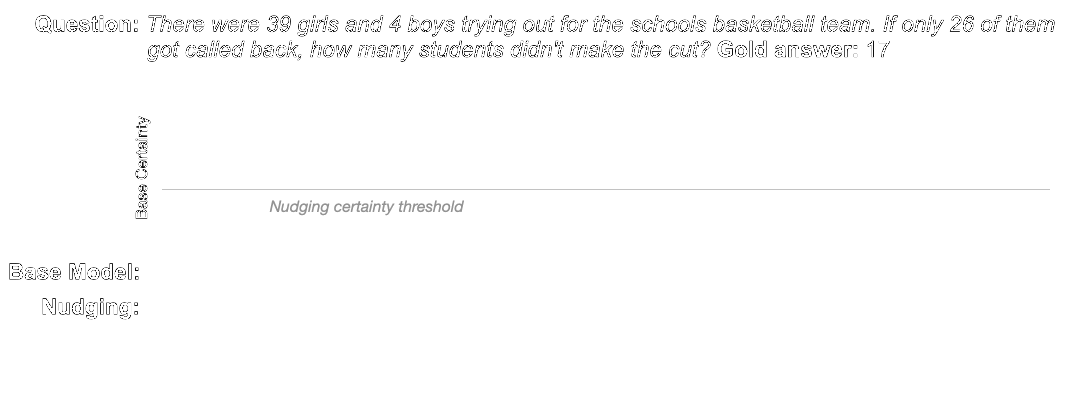 Question: There were 39 girls and 4 boys trying out for the schools basketball team. If only 26 of them
got called back, how many students didn't make the cut? Gold answer: 17
Base Certainty
Nudging certainty threshold
Base Model:
Nudging: